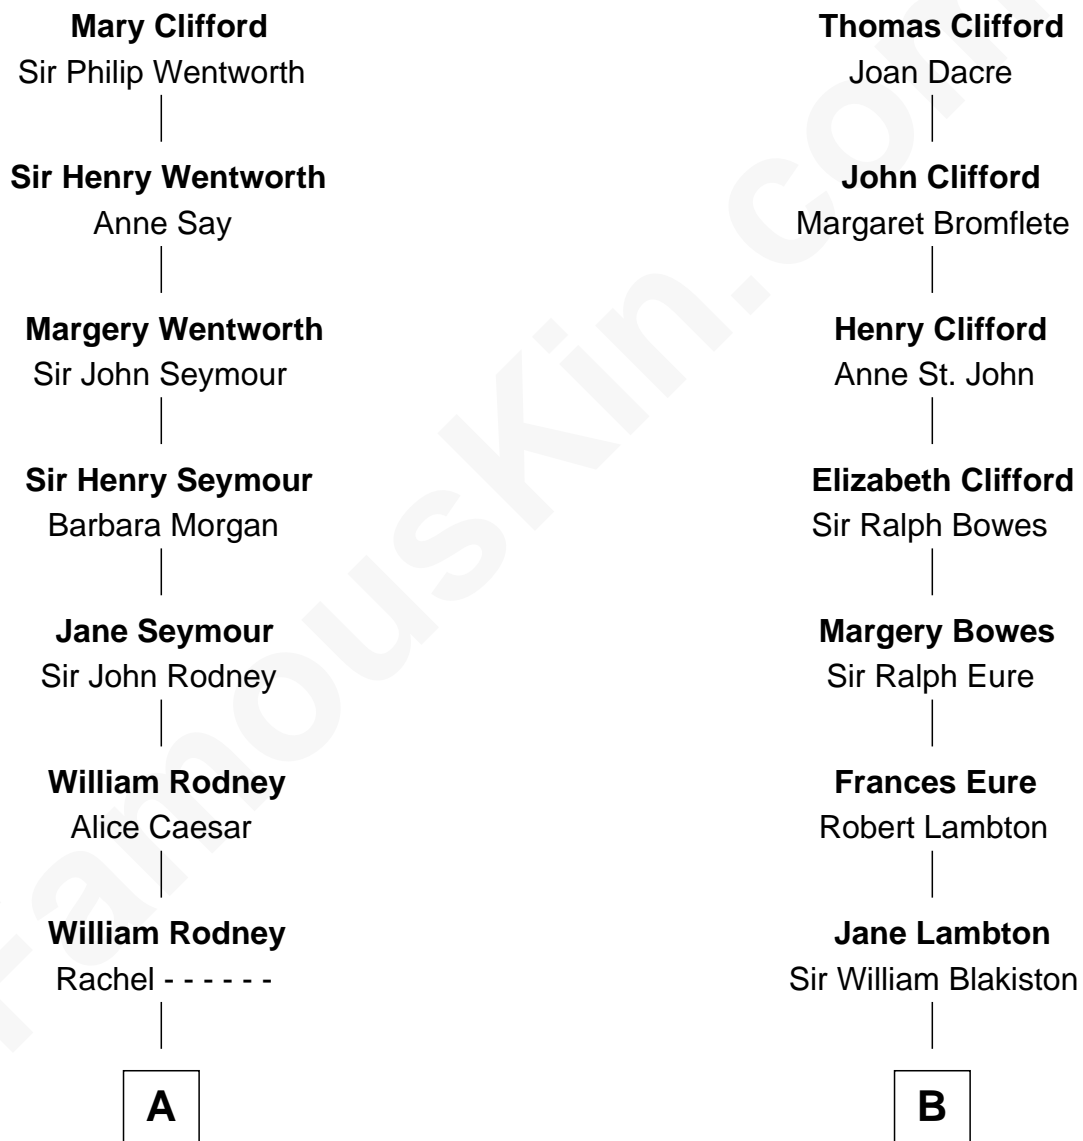 Mary Clifford
Sir Philip Wentworth
Sir Henry Wentworth
Anne Say
Margery Wentworth
Sir John Seymour
Sir Henry Seymour
Barbara Morgan
Jane Seymour
Sir John Rodney
William Rodney
Alice Caesar
William Rodney
Rachel - - - - - -
A
Thomas Clifford
Joan Dacre
John Clifford
Margaret Bromflete
Henry Clifford
Anne St. John
Elizabeth Clifford
Sir Ralph Bowes
Margery Bowes
Sir Ralph Eure
Frances Eure
Robert Lambton
Jane Lambton
Sir William Blakiston
B
FamousKin.com